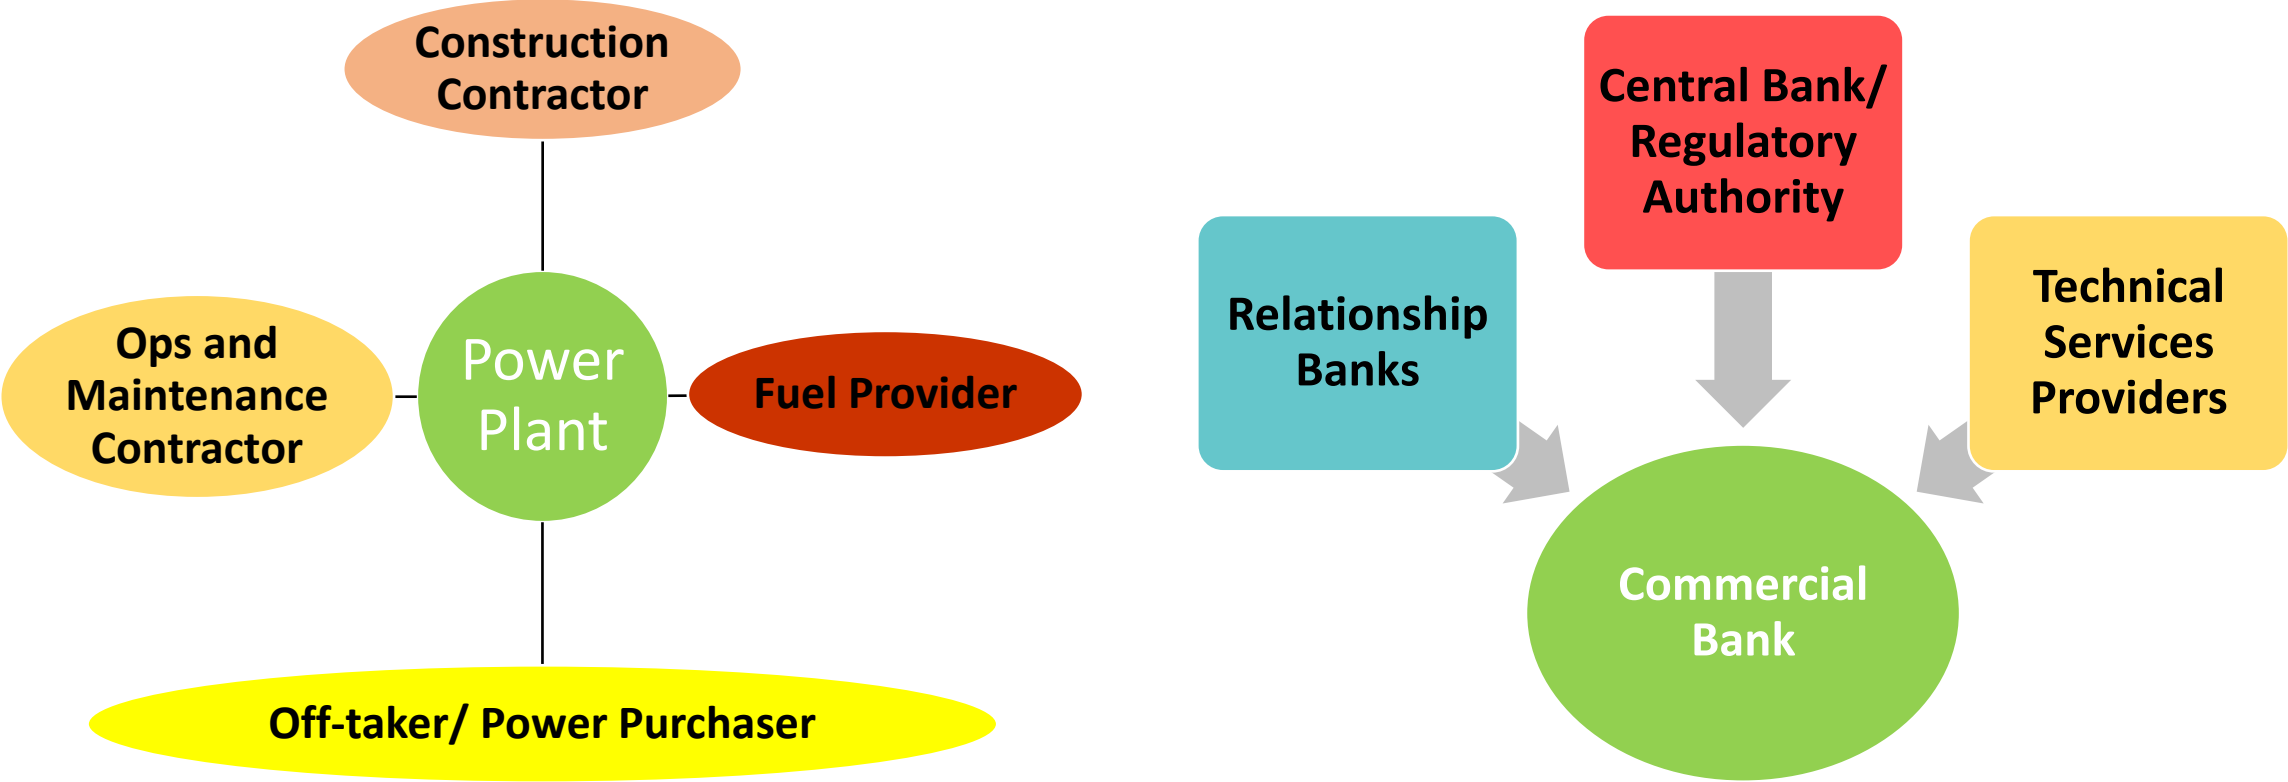 Construction
Contractor
Ops and
Maintenance
Contractor
Power
Plant
Fuel Provider
Off-taker/ Power Purchaser
Central Bank/
Regulatory
Authority
Relationship
Banks
Technical
Services
Providers
Commercial
Bank